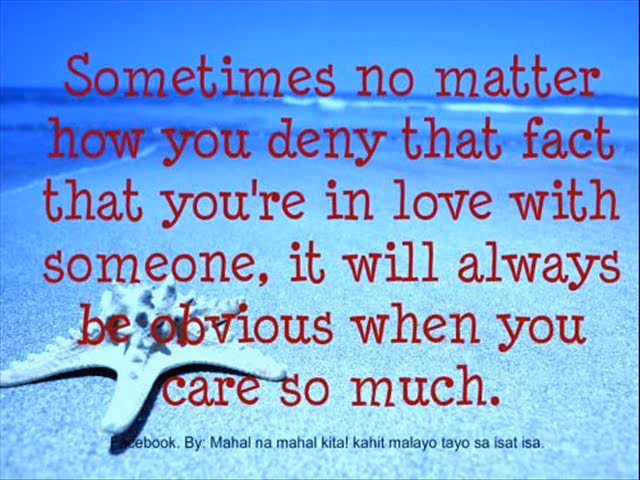 Sometimes no matter
how you deny that fact
that you're in love with
someone, it will always
be obvious when you
care so much.
Facebook. By: Mahal na mahal kita! kahit malayo tayo sa isat isa.